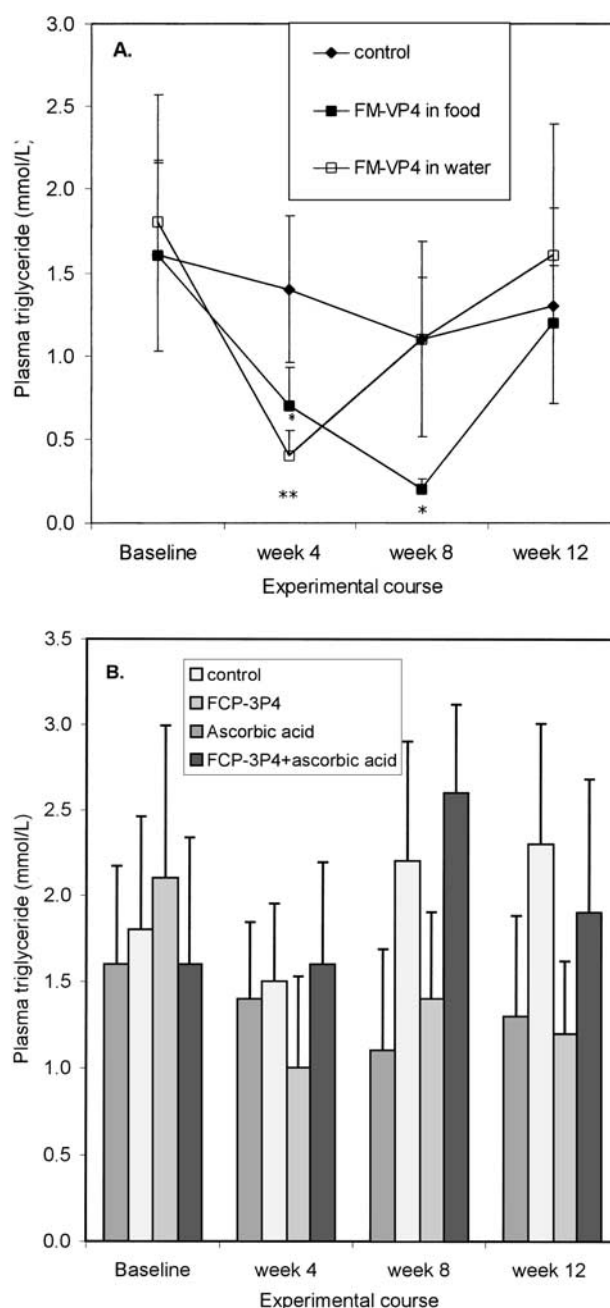 A.
control
FM-VP4 in food
FM-VP4 in water
3.0
2.5
2.0
1.5
1.0
0.5
0.0
Plasma triglyceride (mmol/L;
*
**
*
Baseline week 4 week 8 week 12
Experimental course
B.
control
FCP-3P4
Ascorbic acid
FCP-3P4+ascorbic acid
3.5
3.0
2.5
2.0
1.5
1.0
0.5
0.0
Plasma triglyceride (mmol/L)
Baseline week 4 week 8 week 12
Experimental course